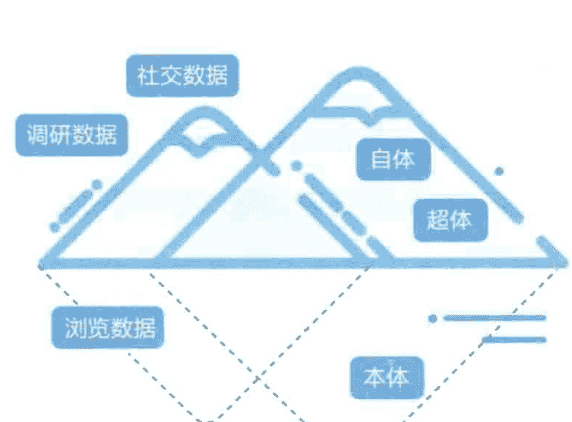 社交数据
调研数据
自体
超体
浏览数据
本体